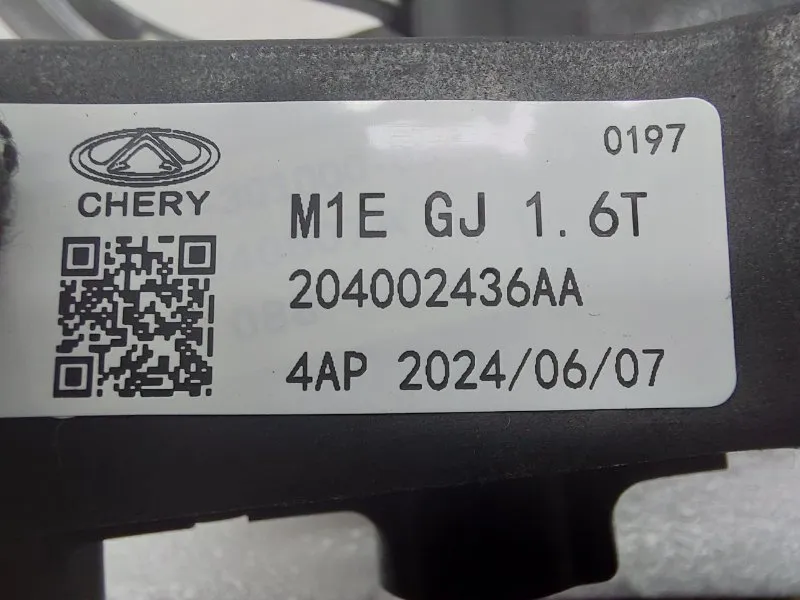 0197
CHERY
M1E GJ 1.6T
204002436AA
4AP 2024/06/07